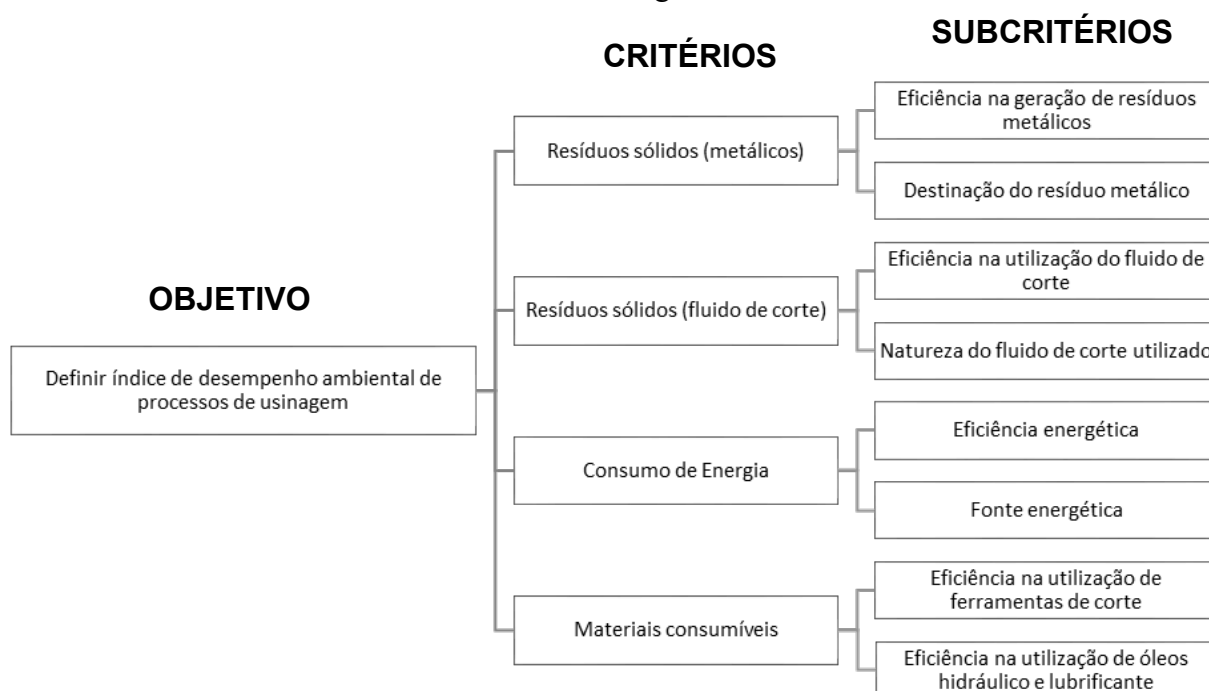 SUBCRITÉRIOS
CRITÉRIOS
Eficiência na geração de resíduos
metálicos
Resíduos sólidos (metálicos)
Destinação do resíduo metálico
Eficiência na utilização do fluido de
corte
OBJETIVO
Resíduos sólidos (fluido de corte)
Natureza do fluido de corte utilizado
Definir índice de desempenho ambiental de
processos de usinagem
Eficiência energética
Consumo de Energia
Fonte energética
Eficiência na utilização de
ferramentas de corte
Materiais consumíveis
Eficiência na utilização de óleos
hidráulico e lubrificante